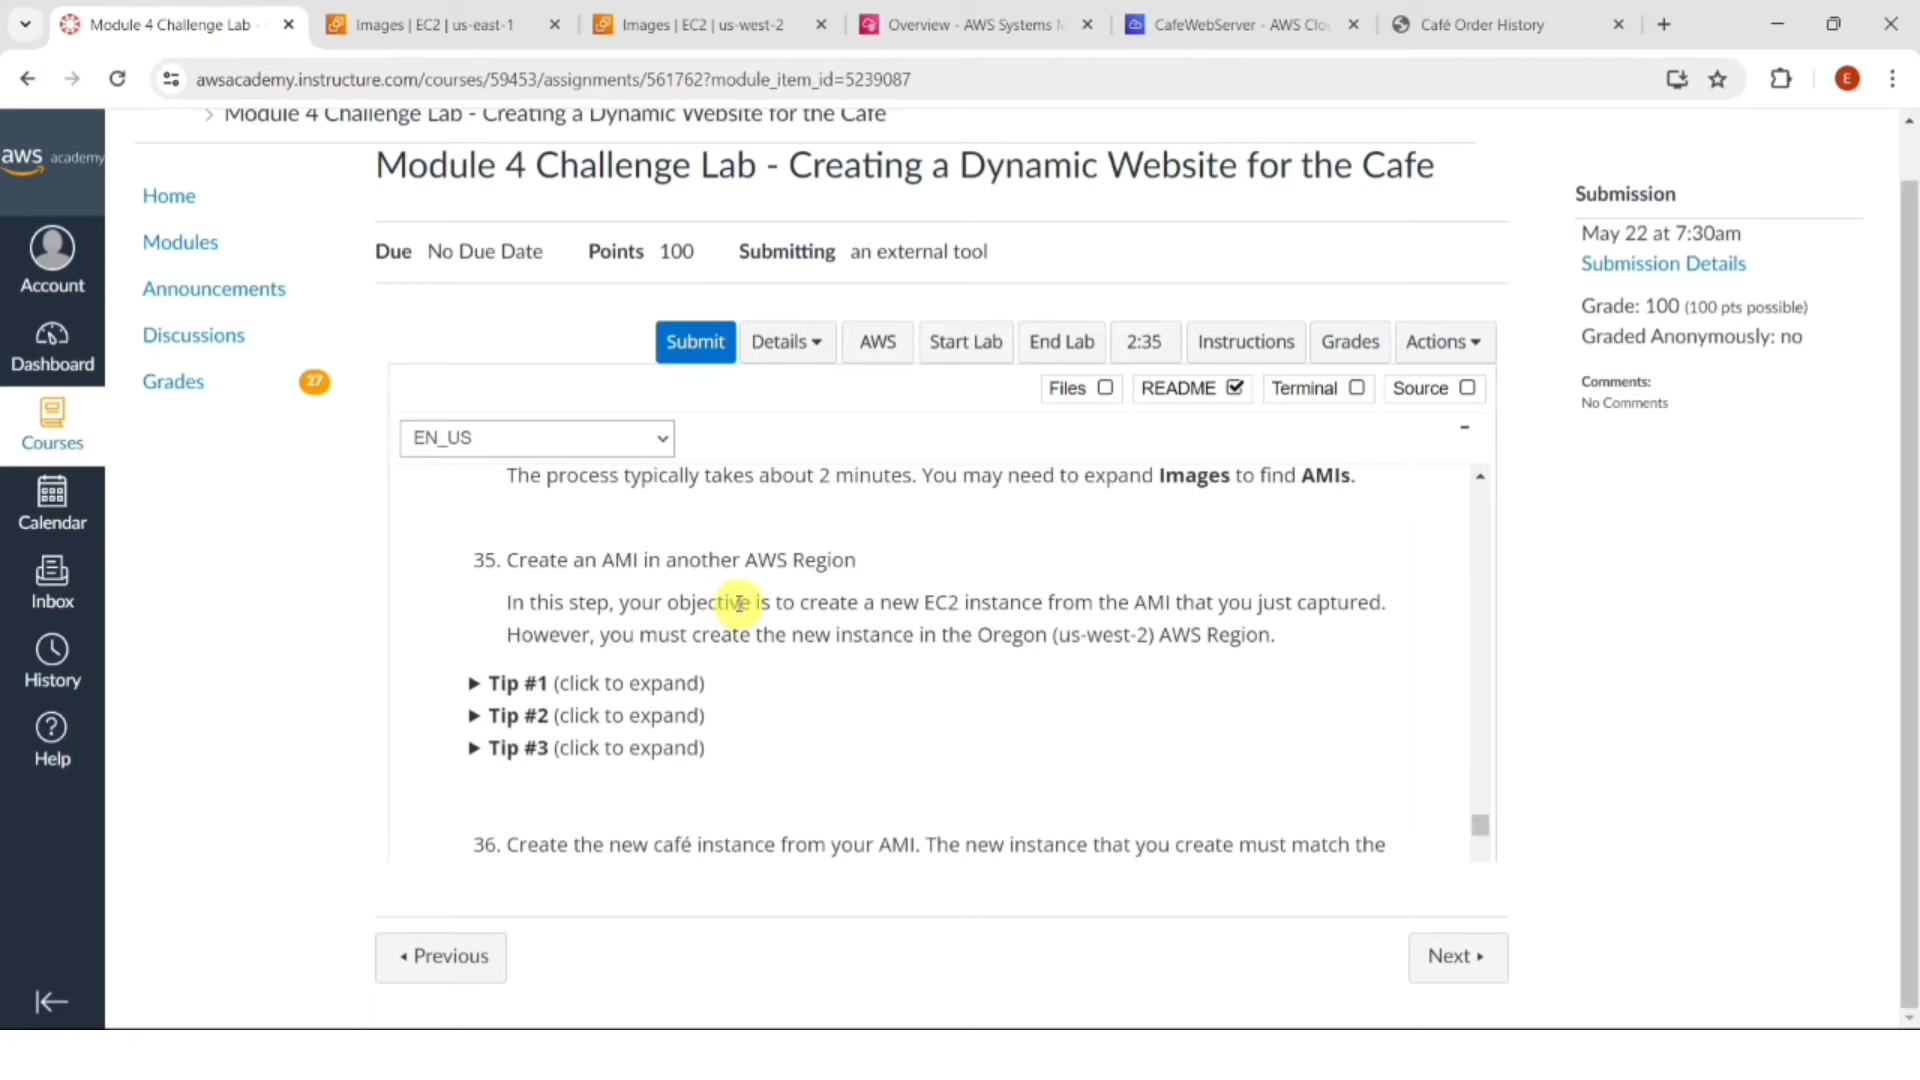 Module 4 Challenge Lab -
Images | EC2 | us-east-1
Images | EC2 | us-west-2
Overview - AWS Systems M
CafeWebServer - AWS Clou
Café Order History
awsacademy.instructure.com/courses/59453/assignments/561762?module_item_id=5239087
E
aws academy
Account
Dashboard
Courses
Calendar
Inbox
History
Help
Home
Modules
Announcements
Discussions
Grades 27
> Module 4 Challenge Lab - Creating a Dynamic Website for the Cafe
Module 4 Challenge Lab - Creating a Dynamic Website for the Cafe
Due No Due Date Points 100 Submitting an external tool
Submit Details AWS Start Lab End Lab 2:35 Instructions Grades Actions
Files README Terminal Source
EN_US
The process typically takes about 2 minutes. You may need to expand Images to find AMIs.
35. Create an AMI in another AWS Region
In this step, your objective is to create a new EC2 instance from the AMI that you just captured.
However, you must create the new instance in the Oregon (us-west-2) AWS Region.
Tip #1 (click to expand)
Tip #2 (click to expand)
Tip #3 (click to expand)
36. Create the new café instance from your AMI. The new instance that you create must match the
Previous
Next
Submission
May 22 at 7:30am
Submission Details
Grade: 100 (100 pts possible)
Graded Anonymously: no
Comments:
No Comments